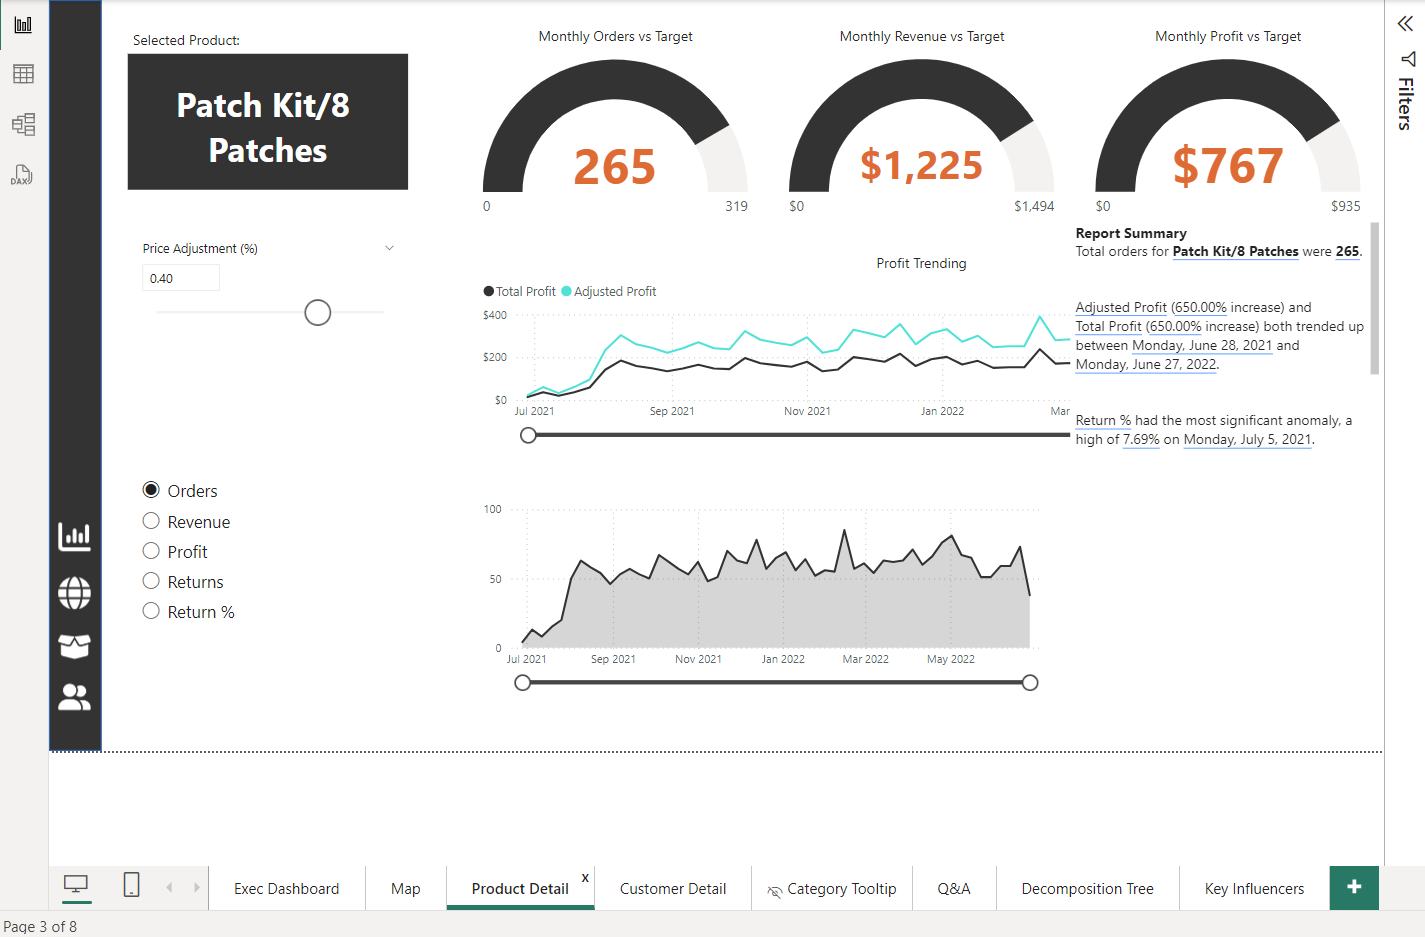 Selected Product:
Patch Kit/8
Patches
Monthly Orders vs Target
265
0
319
Monthly Revenue vs Target
$1,225
$0
$1,494
Monthly Profit vs Target
$767
$0
$935
Filters
Price Adjustment (%)
0.40
Profit Trending
Total Profit
Adjusted Profit
$400
$200
$0
Jul 2021
Sep 2021
Nov 2021
Jan 2022
Mar
Report Summary
Total orders for Patch Kit/8 Patches were 265.
Adjusted Profit (650.00% increase) and
Total Profit (650.00% increase) both trended up
between Monday, June 28, 2021 and
Monday, June 27, 2022.
Return % had the most significant anomaly, a
high of 7.69% on Monday, July 5, 2021.
Orders
Revenue
Profit
Returns
Return %
100
50
0
Jul 2021
Sep 2021
Nov 2021
Jan 2022
Mar 2022
May 2022
DAX
Exec Dashboard
Map
Product Detail
x
Customer Detail
Category Tooltip
Q&A
Decomposition Tree
Key Influencers
+
Page 3 of 8